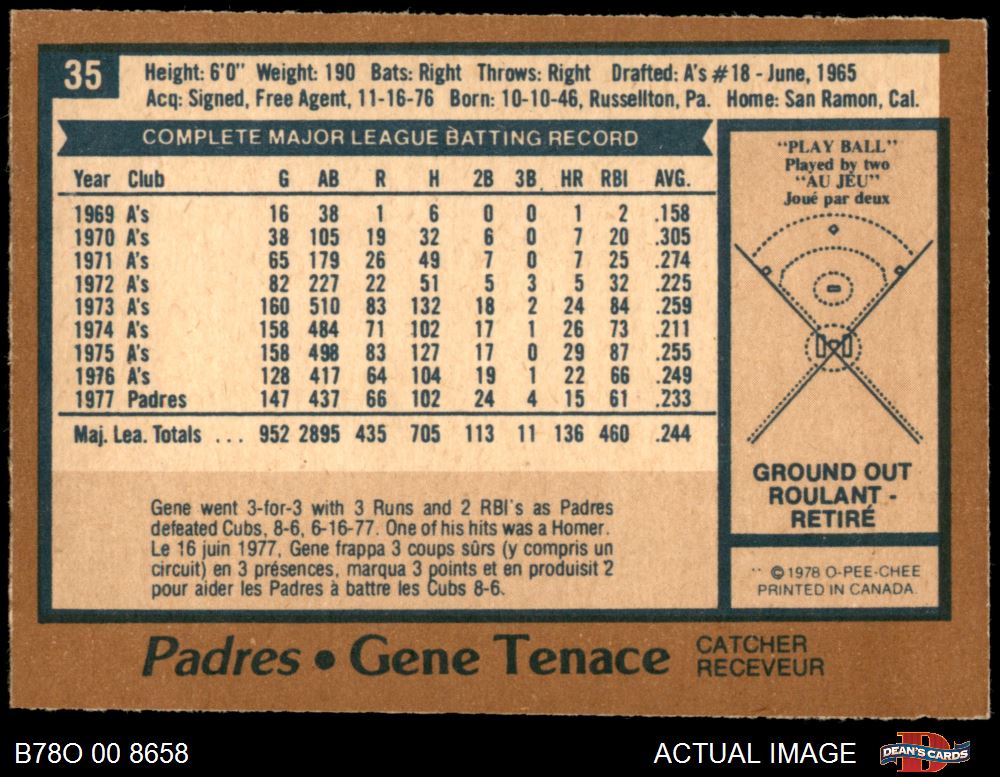 35
Height: 6'0" Weight: 190 Bats: Right Throws: Right Drafted: A's #18 - June, 1965
Acq: Signed, Free Agent, 11-16-76 Born: 10-10-46, Russellton, Pa. Home: San Ramon, Cal.
COMPLETE MAJOR LEAGUE BATTING RECORD
Year Club G AB R H 2B 3B HR RBI AVG.
1969 A's 16 38 1 6 0 0 1 2 .158
1970 A's 38 105 19 32 6 0 7 20 .305
1971 A's 65 179 26 49 7 0 7 25 .274
1972 A's 82 227 22 51 5 3 5 32 .225
1973 A's 160 510 83 132 18 2 24 84 .259
1974 A's 158 484 71 102 17 1 26 73 .211
1975 A's 158 498 83 127 17 0 29 87 .255
1976 A's 128 417 64 104 19 1 22 66 .249
1977 Padres 147 437 66 102 24 4 15 61 .233
Maj. Lea. Totals ... 952 2895 435 705 113 11 136 460 .244
Gene went 3-for-3 with 3 Runs and 2 RBI's as Padres
defeated Cubs, 8-6, 6-16-77. One of his hits was a Homer.
Le 16 juin 1977, Gene frappa 3 coups sûrs (y compris un
circuit) en 3 présences, marqua 3 points et en produisit 2
pour aider les Padres à battre les Cubs 8-6.
"PLAY BALL"
Played by two
"AU JEU"
Joué par deux
GROUND OUT
ROULANT -
RETIRÉ
©1978 O-PEE-CHEE
PRINTED IN CANADA
Padres • Gene Tenace
CATCHER
RECEVEUR
B78O 00 8658
ACTUAL IMAGE
D
DEAN'S CARDS